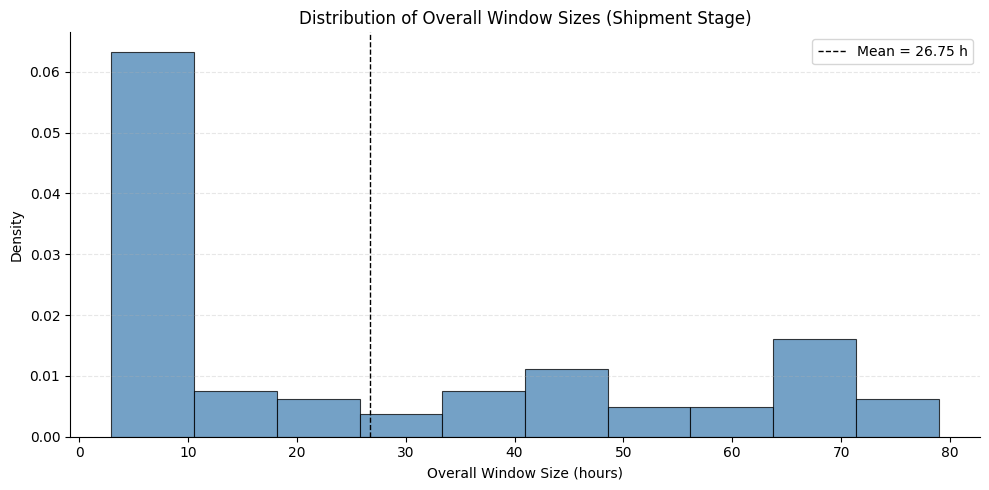 Distribution of Overall Window Sizes (Shipment Stage)
Mean = 26.75 h
Density
0.06
0.05
0.04
0.03
0.02
0.01
0.00
0 10 20 30 40 50 60 70 80
Overall Window Size (hours)